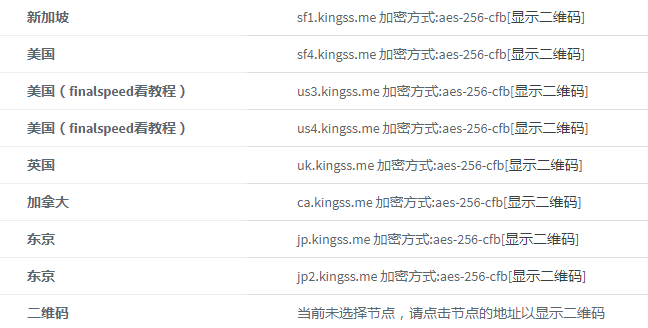 新加坡 sf1.kingss.me 加密方式:aes-256-cfb[显示二维码]
美国 sf4.kingss.me 加密方式:aes-256-cfb[显示二维码]
美国（finalspeed看教程） us3.kingss.me 加密方式:aes-256-cfb[显示二维码]
美国（finalspeed看教程） us4.kingss.me 加密方式:aes-256-cfb[显示二维码]
英国 uk.kingss.me 加密方式:aes-256-cfb[显示二维码]
加拿大 ca.kingss.me 加密方式:aes-256-cfb[显示二维码]
东京 jp.kingss.me 加密方式:aes-256-cfb[显示二维码]
东京 jp2.kingss.me 加密方式:aes-256-cfb[显示二维码]
二维码 当前未选择节点，请点击节点的地址以显示二维码